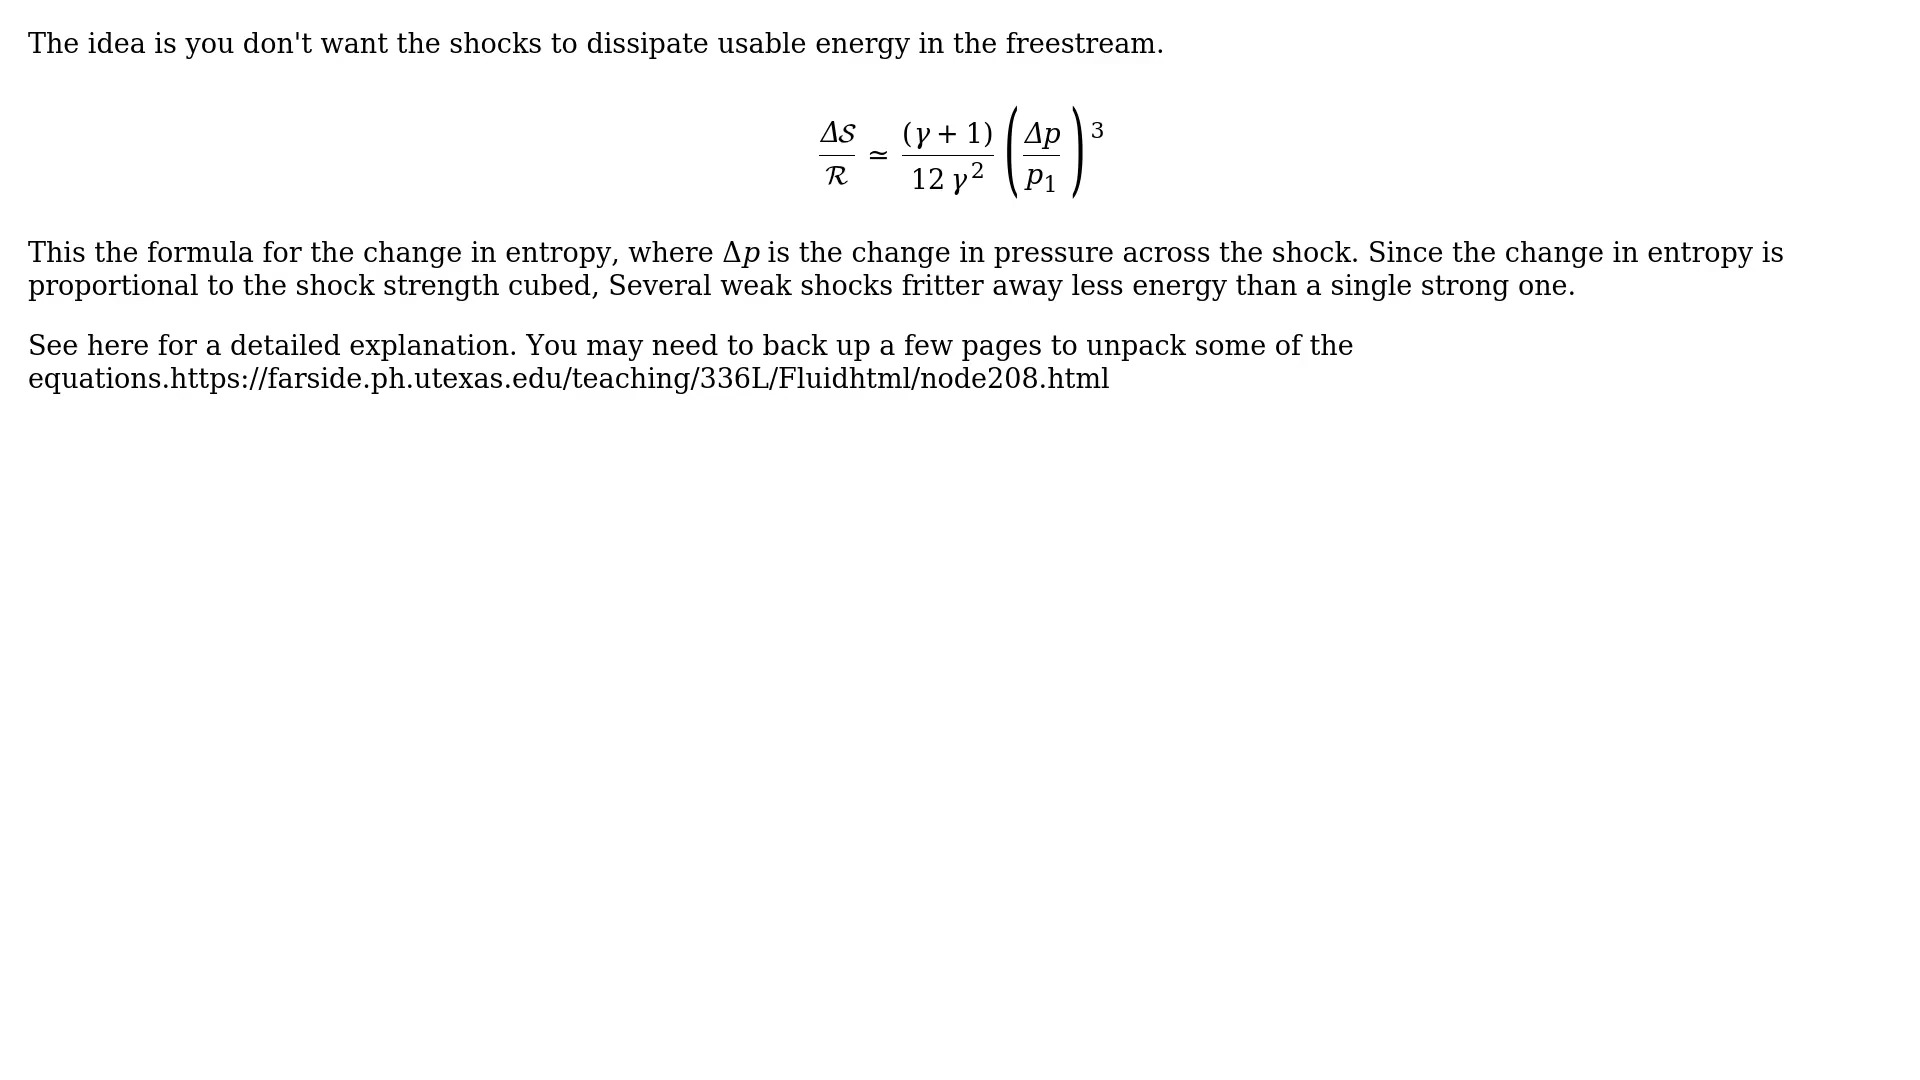 The idea is you don't want the shocks to dissipate usable energy in the freestream.
Δ𝒮/ℛ ≃ (γ + 1)/(12 γ²) (Δp/p₁)³
This the formula for the change in entropy, where Δp is the change in pressure across the shock. Since the change in entropy is
proportional to the shock strength cubed, Several weak shocks fritter away less energy than a single strong one.
See here for a detailed explanation. You may need to back up a few pages to unpack some of the
equations.https://farside.ph.utexas.edu/teaching/336L/Fluidhtml/node208.html